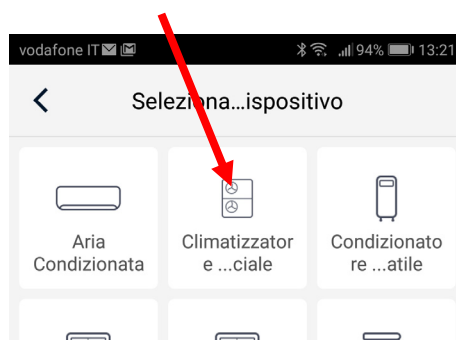 vodafone IT 94% 13:21
Seleziona...ispositivo
Aria
Condizionata
Climatizzator
e ...ciale
Condizionato
re ...atile